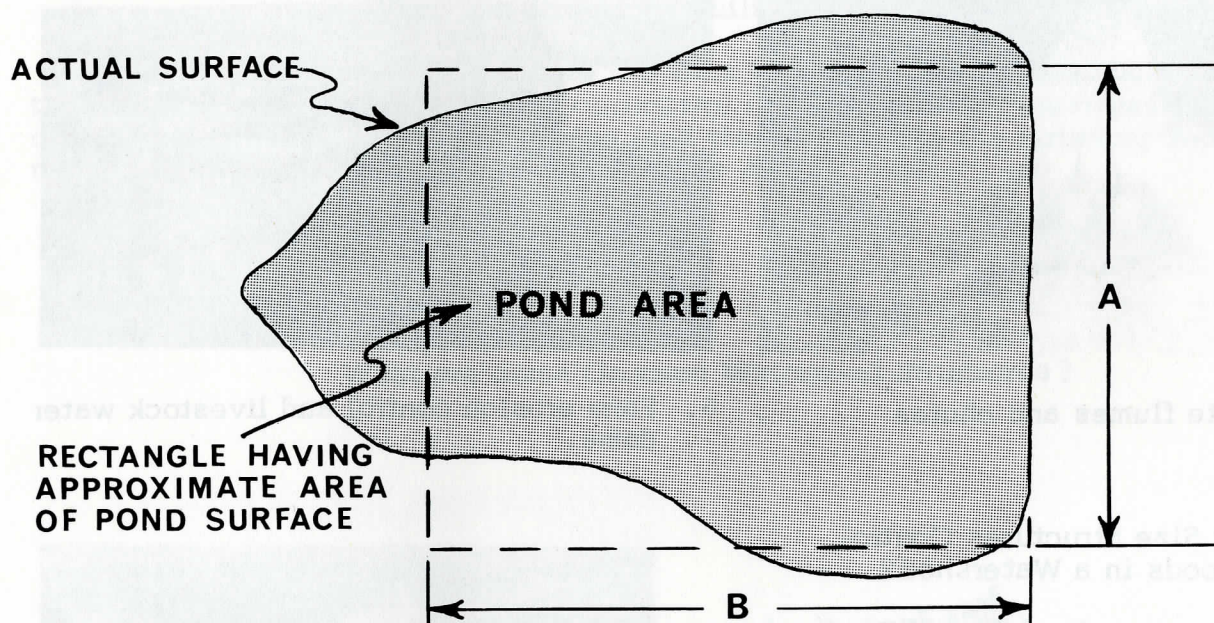 ACTUAL SURFACE
POND AREA
A
RECTANGLE HAVING
APPROXIMATE AREA
OF POND SURFACE
B